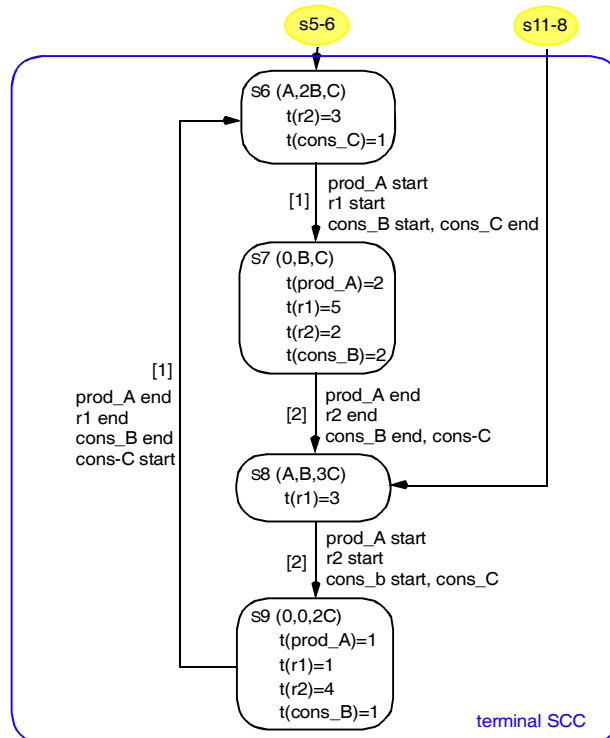 s5-6
s11-8
s6 (A,2B,C)
t(r2)=3
t(cons_C)=1
[1]
prod_A start
r1 start
cons_B start, cons_C end
s7 (0,B,C)
t(prod_A)=2
t(r1)=5
t(r2)=2
t(cons_B)=2
[1]
prod_A end
r1 end
cons_B end
cons-C start
[2]
prod_A end
r2 end
cons_B end, cons-C
s8 (A,B,3C)
t(r1)=3
[2]
prod_A start
r2 start
cons_b start, cons_C
s9 (0,0,2C)
t(prod_A)=1
t(r1)=1
t(r2)=4
t(cons_B)=1
terminal SCC